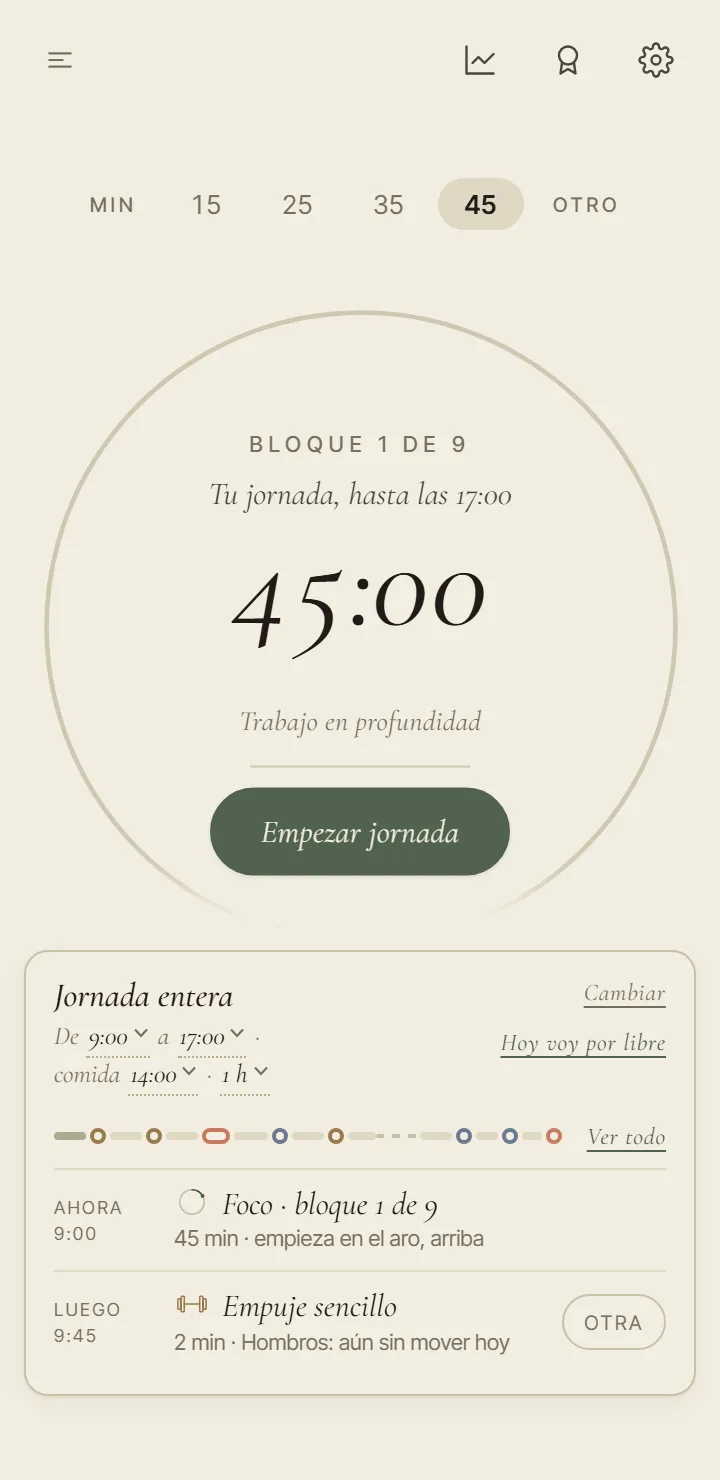 MIN 15 25 35 45 OTRO
BLOQUE 1 DE 9
Tu jornada, hasta las 17:00
45:00
Trabajo en profundidad
Empezar jornada
Jornada entera
Cambiar
De 9:00 a 17:00 ·
Hoy voy por libre
comida 14:00 · 1 h
Ver todo
AHORA
9:00
Foco · bloque 1 de 9
45 min · empieza en el aro, arriba
LUEGO
9:45
Empuje sencillo
2 min · Hombros: aún sin mover hoy
OTRA